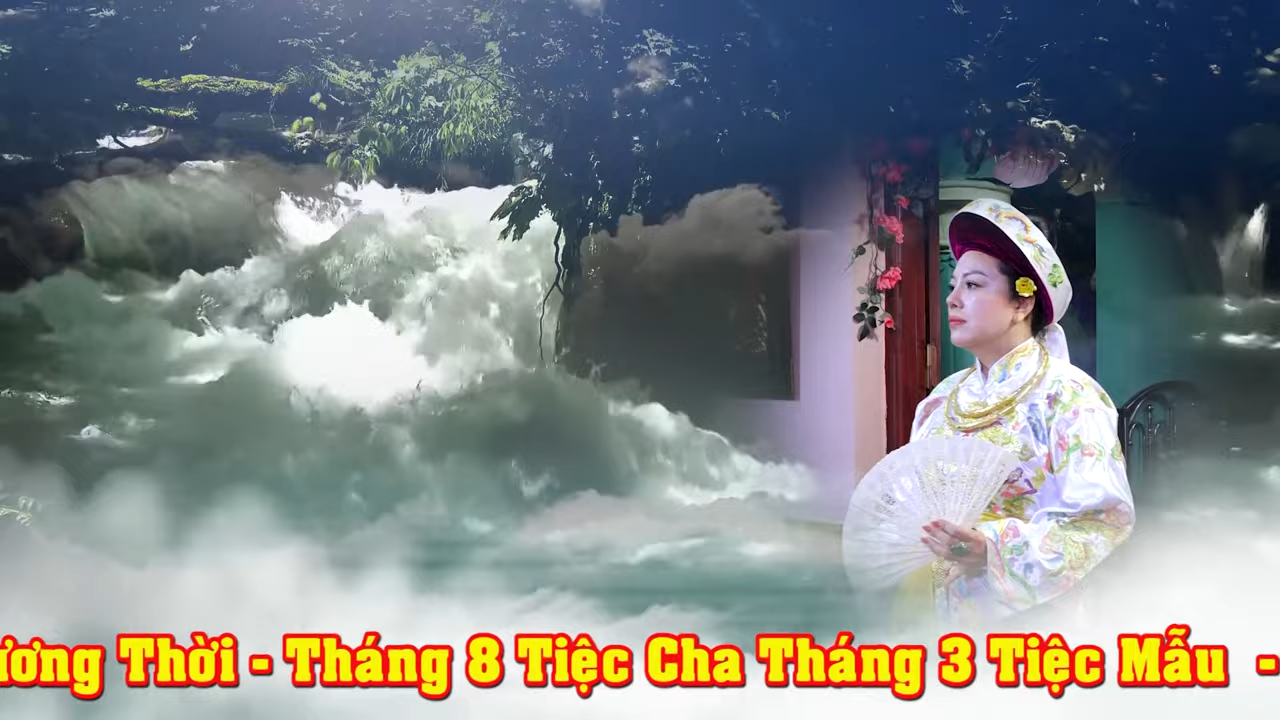 ương Thời - Tháng 8 Tiệc Cha Tháng 3 Tiệc Mẫu -